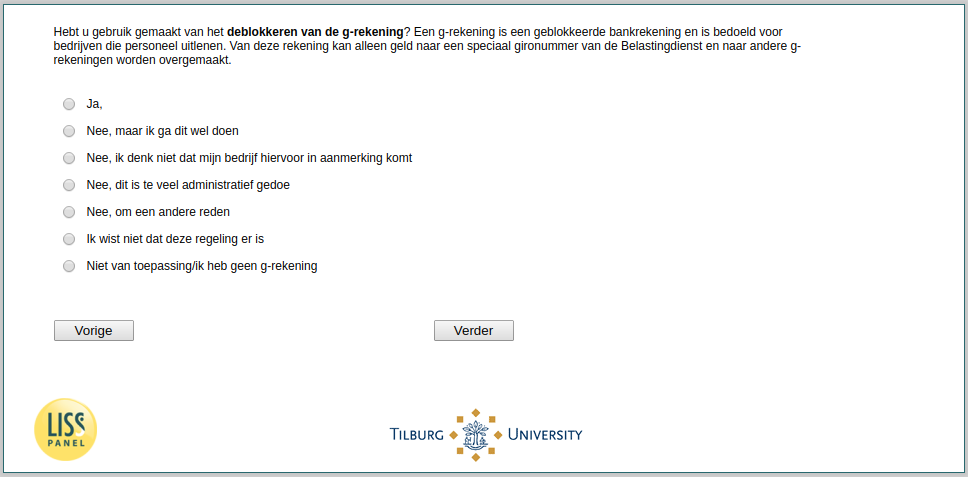 Hebt u gebruik gemaakt van het deblokkeren van de g-rekening? Een g-rekening is een geblokkeerde bankrekening en is bedoeld voor
bedrijven die personeel uitlenen. Van deze rekening kan alleen geld naar een speciaal gironummer van de Belastingdienst en naar andere g-
rekeningen worden overgemaakt.
Ja,
Nee, maar ik ga dit wel doen
Nee, ik denk niet dat mijn bedrijf hiervoor in aanmerking komt
Nee, dit is te veel administratief gedoe
Nee, om een andere reden
Ik wist niet dat deze regeling er is
Niet van toepassing/ik heb geen g-rekening
Vorige
Verder
LISS
PANEL
TILBURG UNIVERSITY